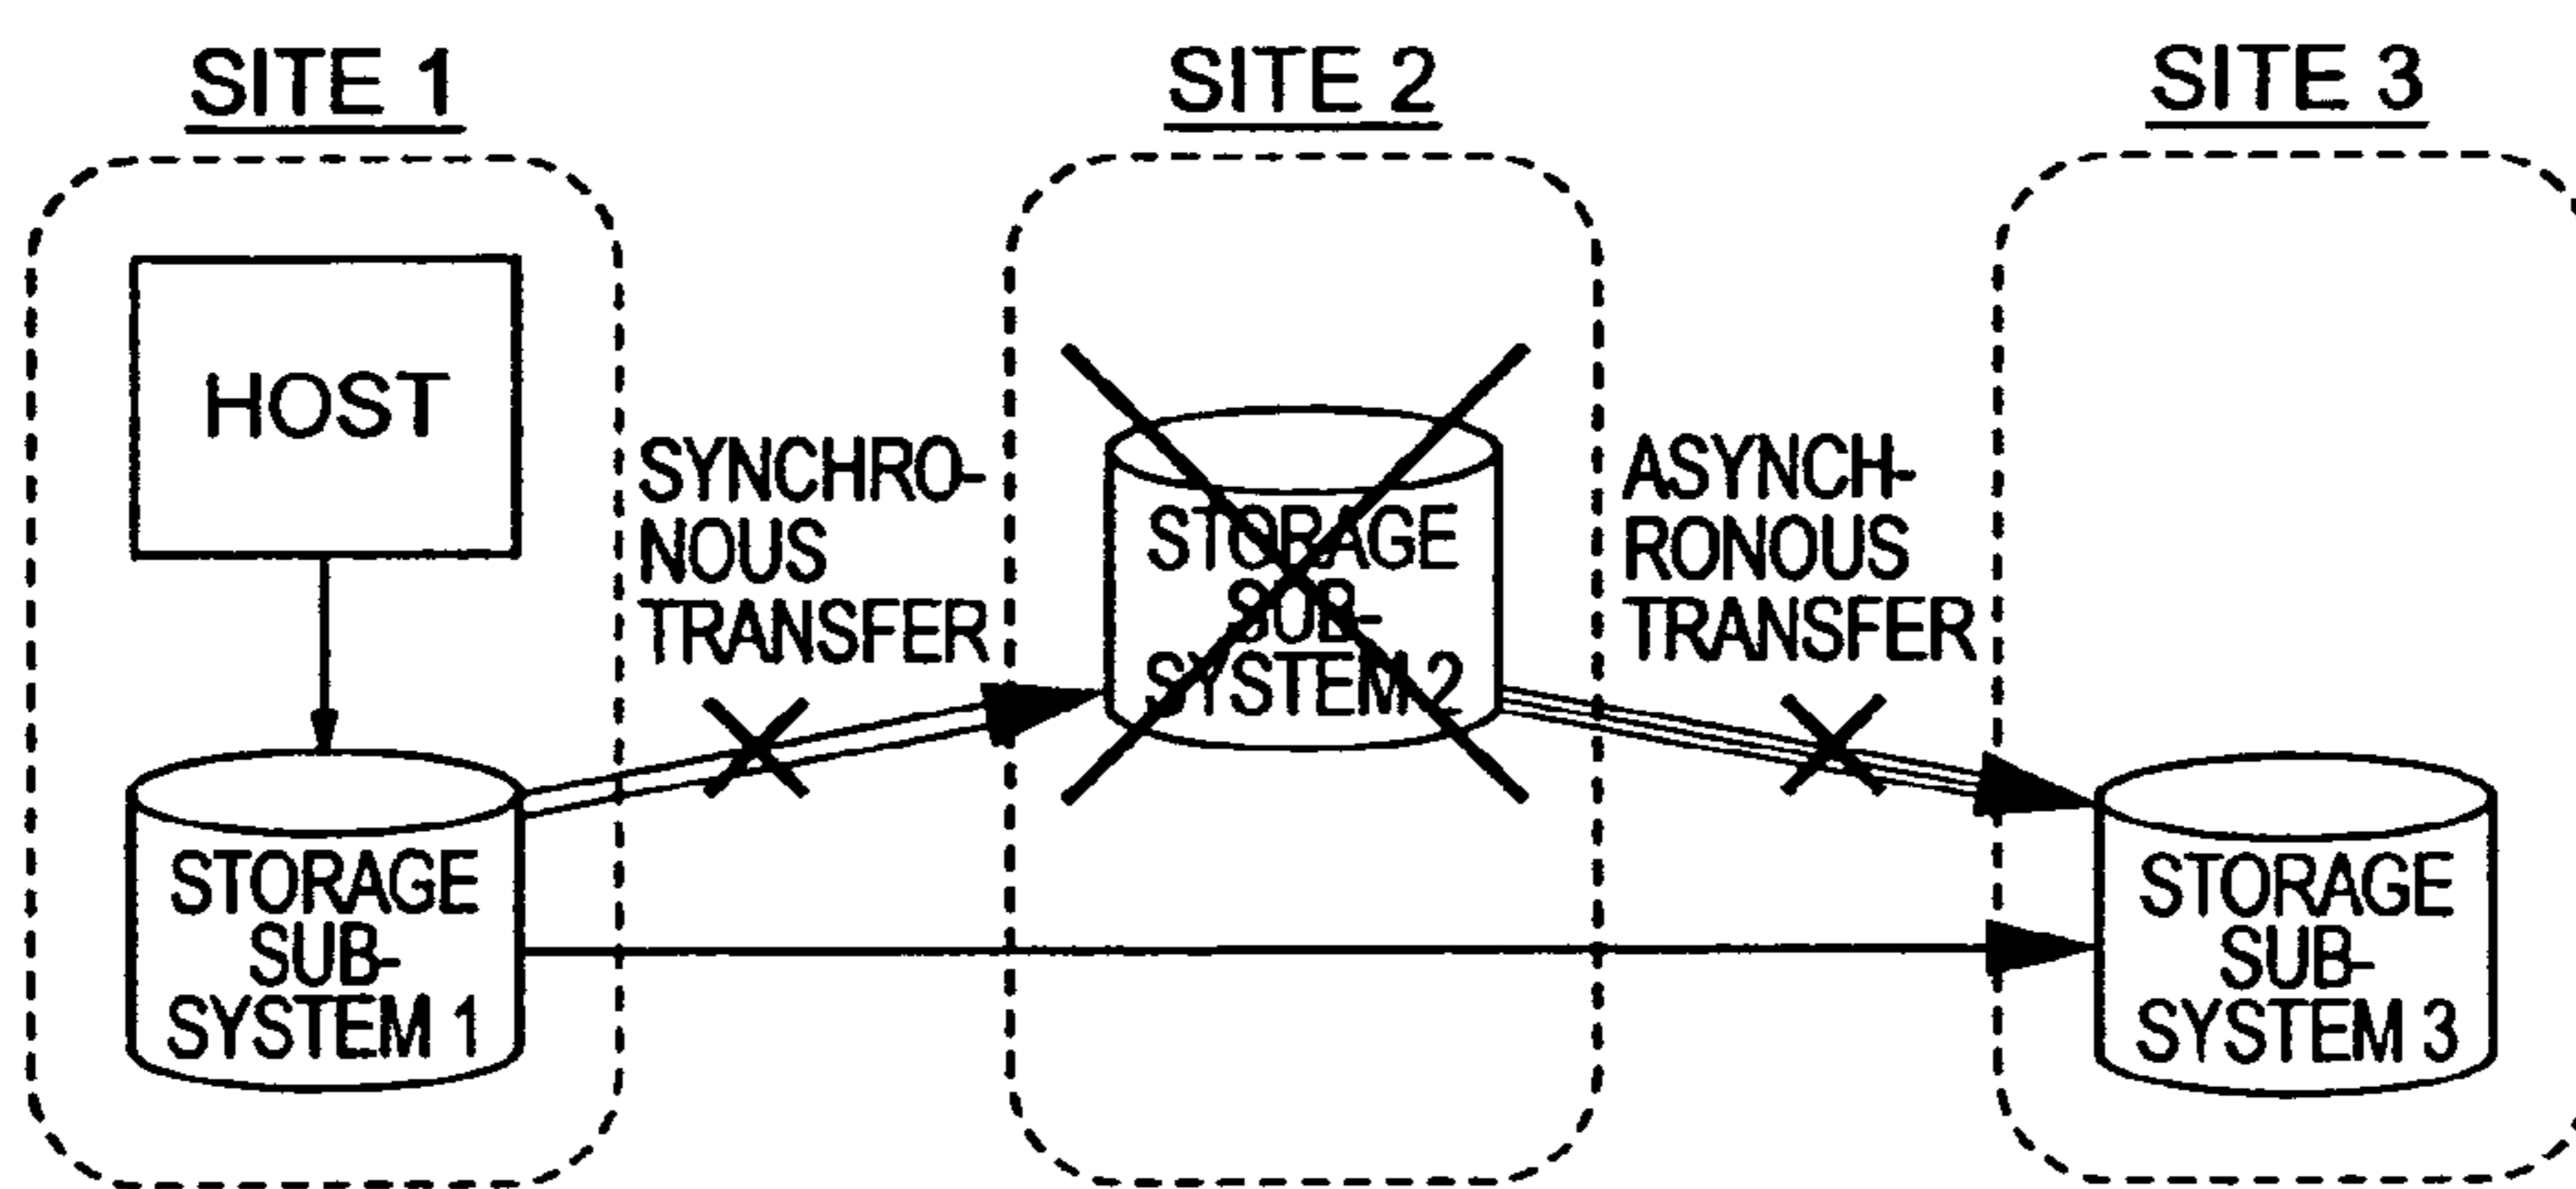 SITE 1
SITE 2
SITE 3
HOST
SYNCHRO-
NOUS
TRANSFER
STORAGE
SUB-
SYSTEM 2
ASYNCH-
RONOUS
TRANSFER
STORAGE
SUB-
SYSTEM 1
STORAGE
SUB-
SYSTEM 3